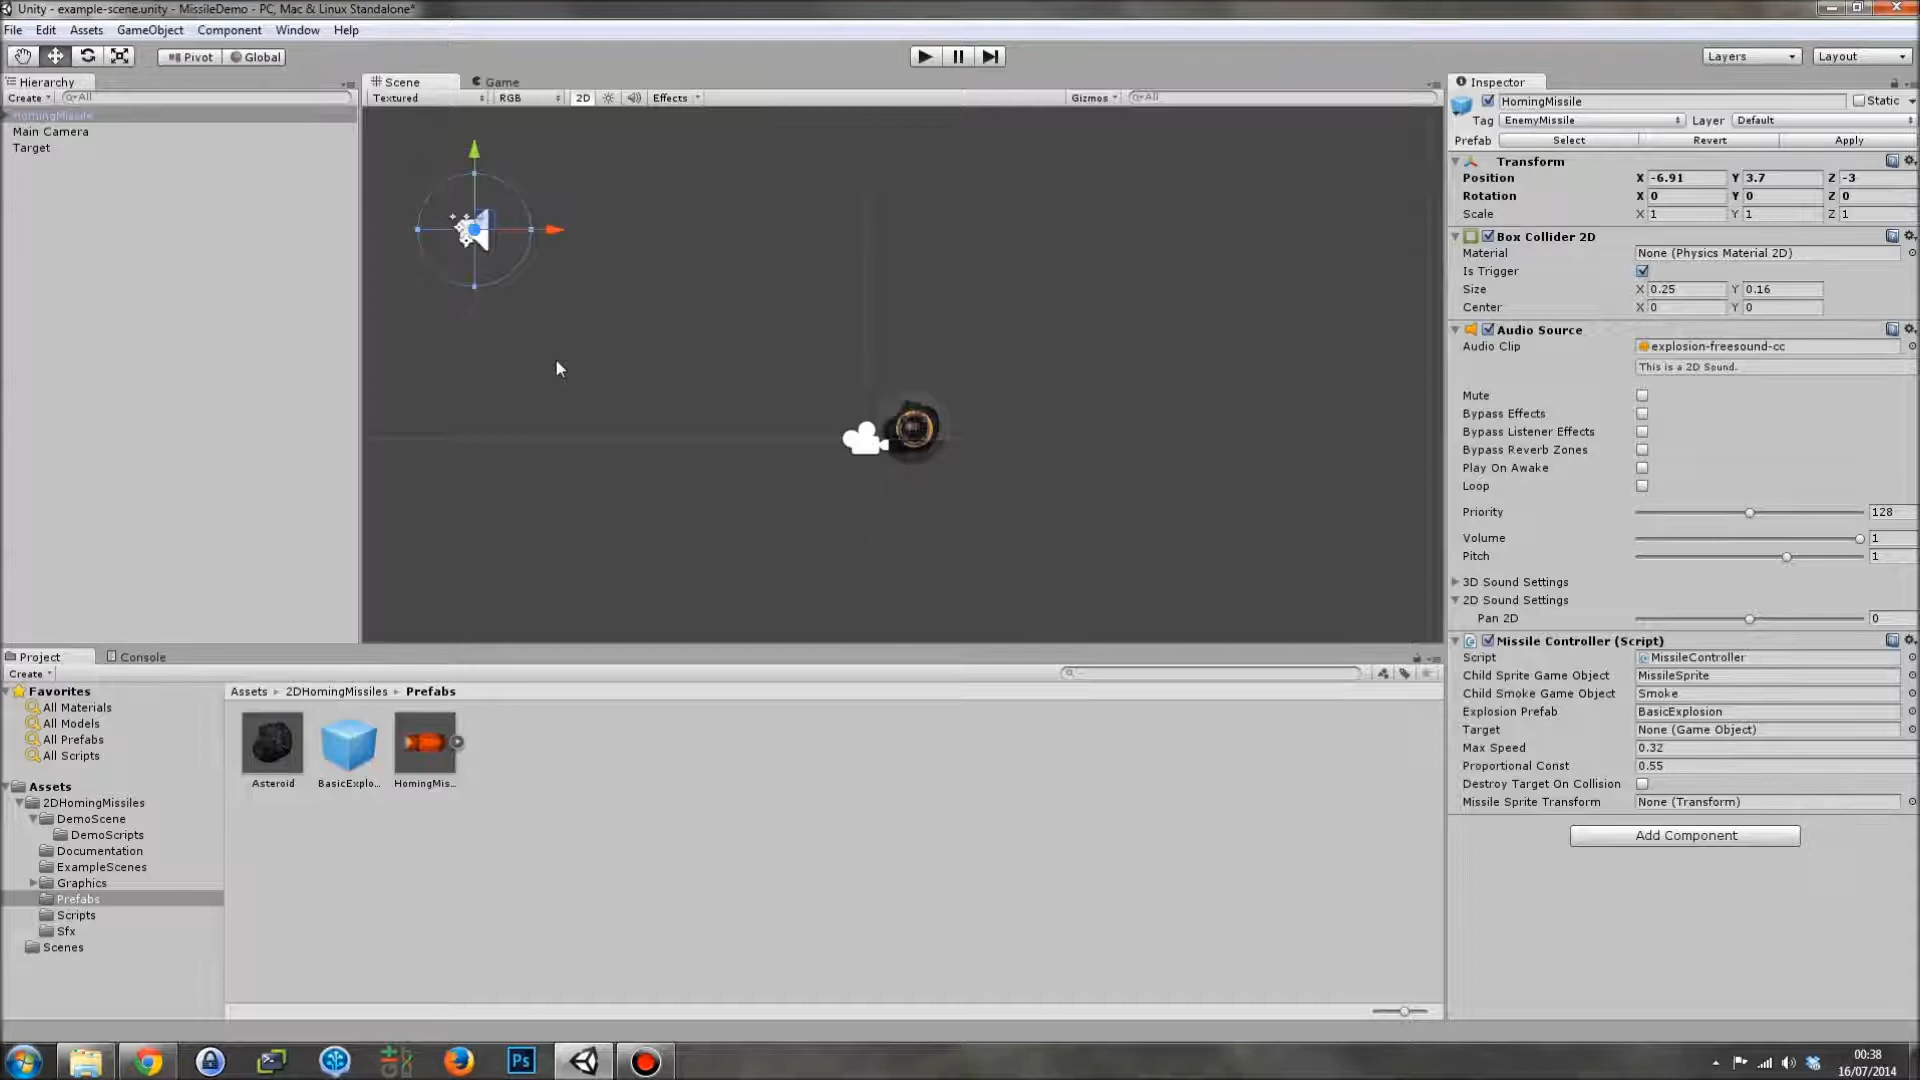 Unity - example-scene.unity - MissileDemo - PC, Mac & Linux Standalone*
File Edit Assets GameObject Component Window Help
Pivot Global Layers Layout
Hierarchy
Create All
HomingMissile
Main Camera
Target
Scene Game
Textured RGB 2D Effects Gizmos All
Inspector
HomingMissile Static
Tag EnemyMissile Layer Default
Prefab Select Revert Apply
Transform
Position X -6.91 Y 3.7 Z -3
Rotation X 0 Y 0 Z 0
Scale X 1 Y 1 Z 1
Box Collider 2D
Material None (Physics Material 2D)
Is Trigger
Size X 0.25 Y 0.16
Center X 0 Y 0
Audio Source
Audio Clip explosion-freesound-cc
This is a 2D Sound.
Mute
Bypass Effects
Bypass Listener Effects
Bypass Reverb Zones
Play On Awake
Loop
Priority 128
Volume 1
Pitch 1
3D Sound Settings
2D Sound Settings
Pan 2D 0
Missile Controller (Script)
Script MissileController
Child Sprite Game Object MissileSprite
Child Smoke Game Object Smoke
Explosion Prefab BasicExplosion
Target None (Game Object)
Max Speed 0.32
Proportional Const 0.55
Destroy Target On Collision
Missile Sprite Transform None (Transform)
Add Component
Project Console
Create
Favorites
All Materials
All Models
All Prefabs
All Scripts
Assets
2DHomingMissiles
DemoScene
DemoScripts
Documentation
ExampleScenes
Graphics
Prefabs
Scripts
Sfx
Scenes
Assets 2DHomingMissiles Prefabs
Asteroid BasicExplo... HomingMis...
Ps
00:38
16/07/2014